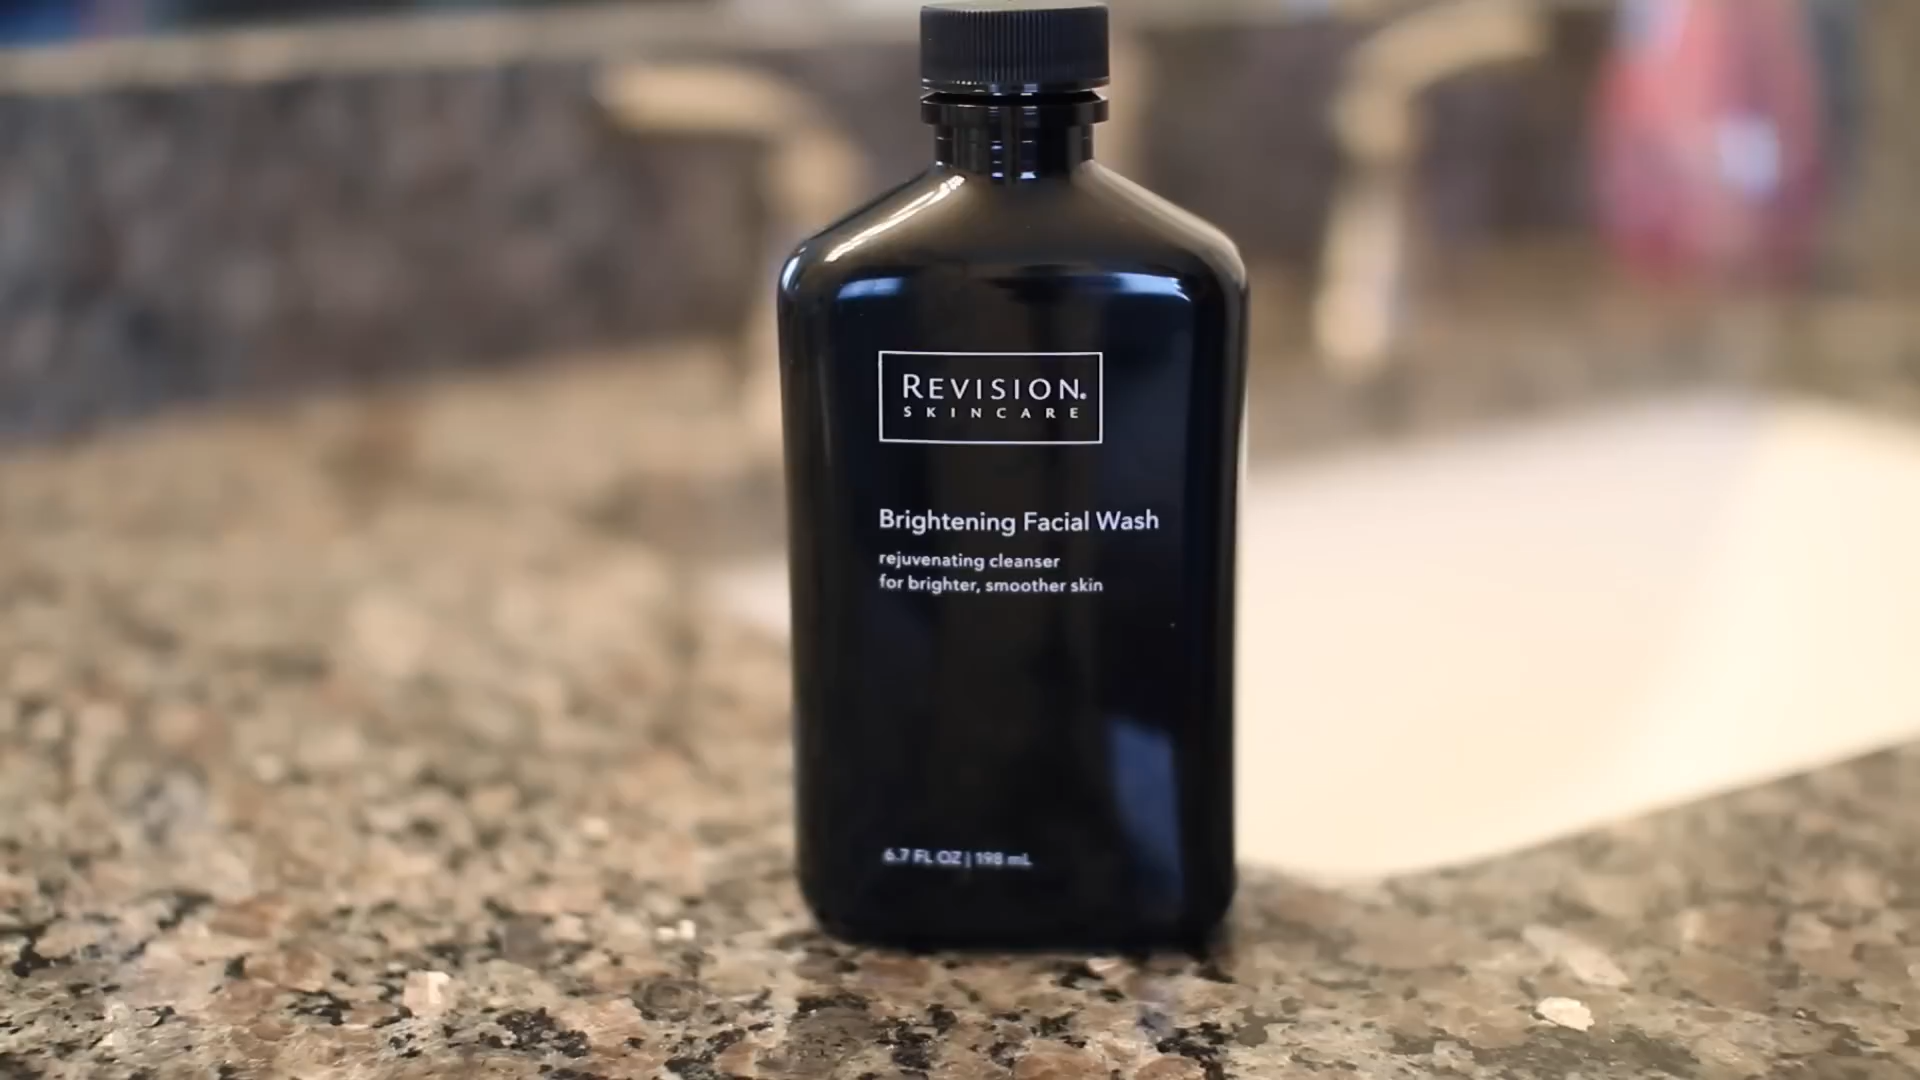 REVISION®
SKINCARE
Brightening Facial Wash
rejuvenating cleanser
for brighter, smoother skin
6.7 FL OZ | 198 mL